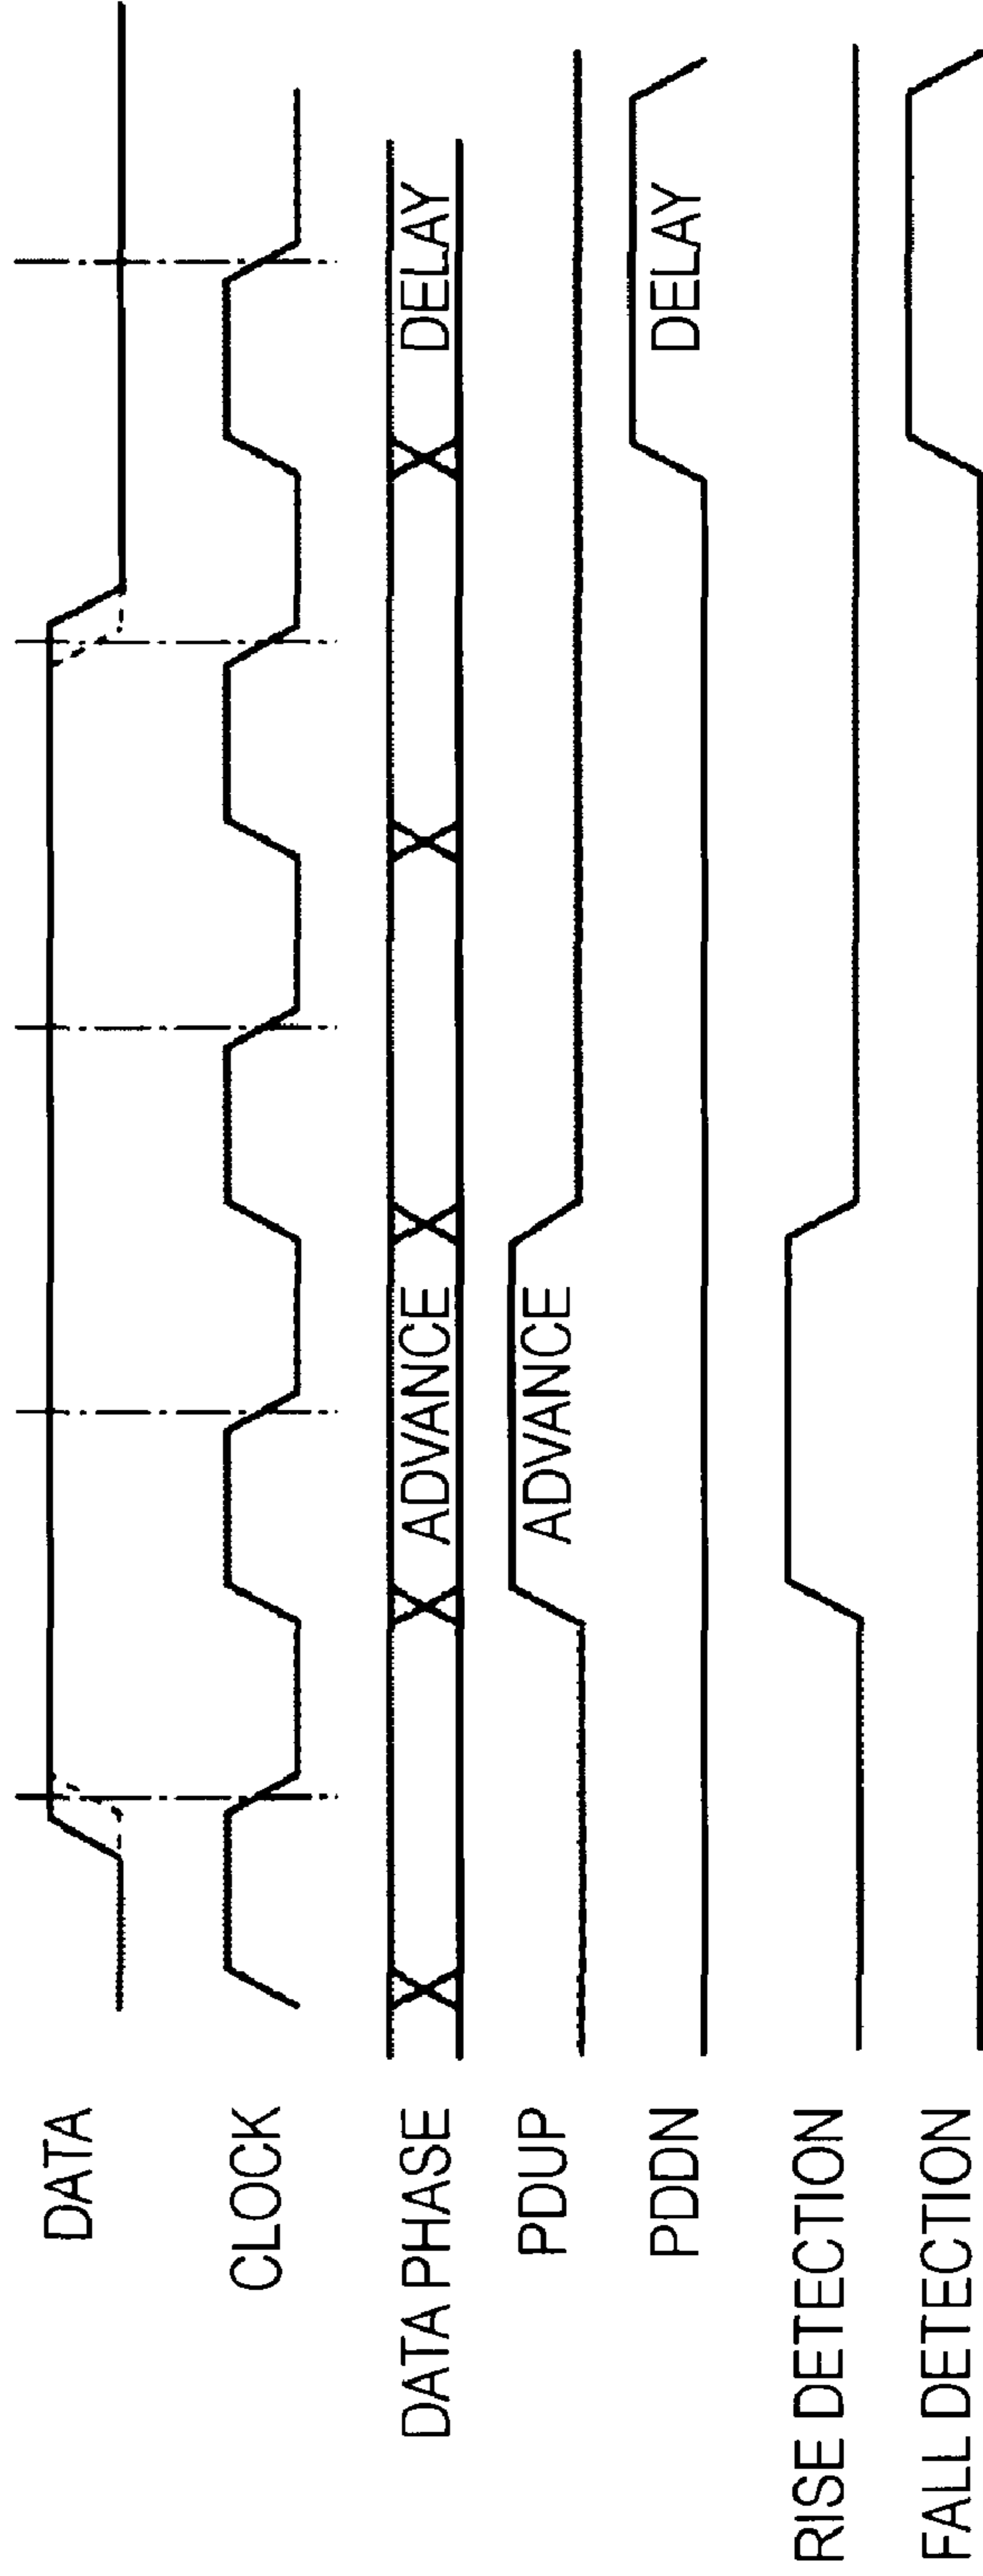 DATA
CLOCK
DATA PHASE
ADVANCE
DELAY
PDUP
ADVANCE
PDDN
DELAY
RISE DETECTION
FALL DETECTION